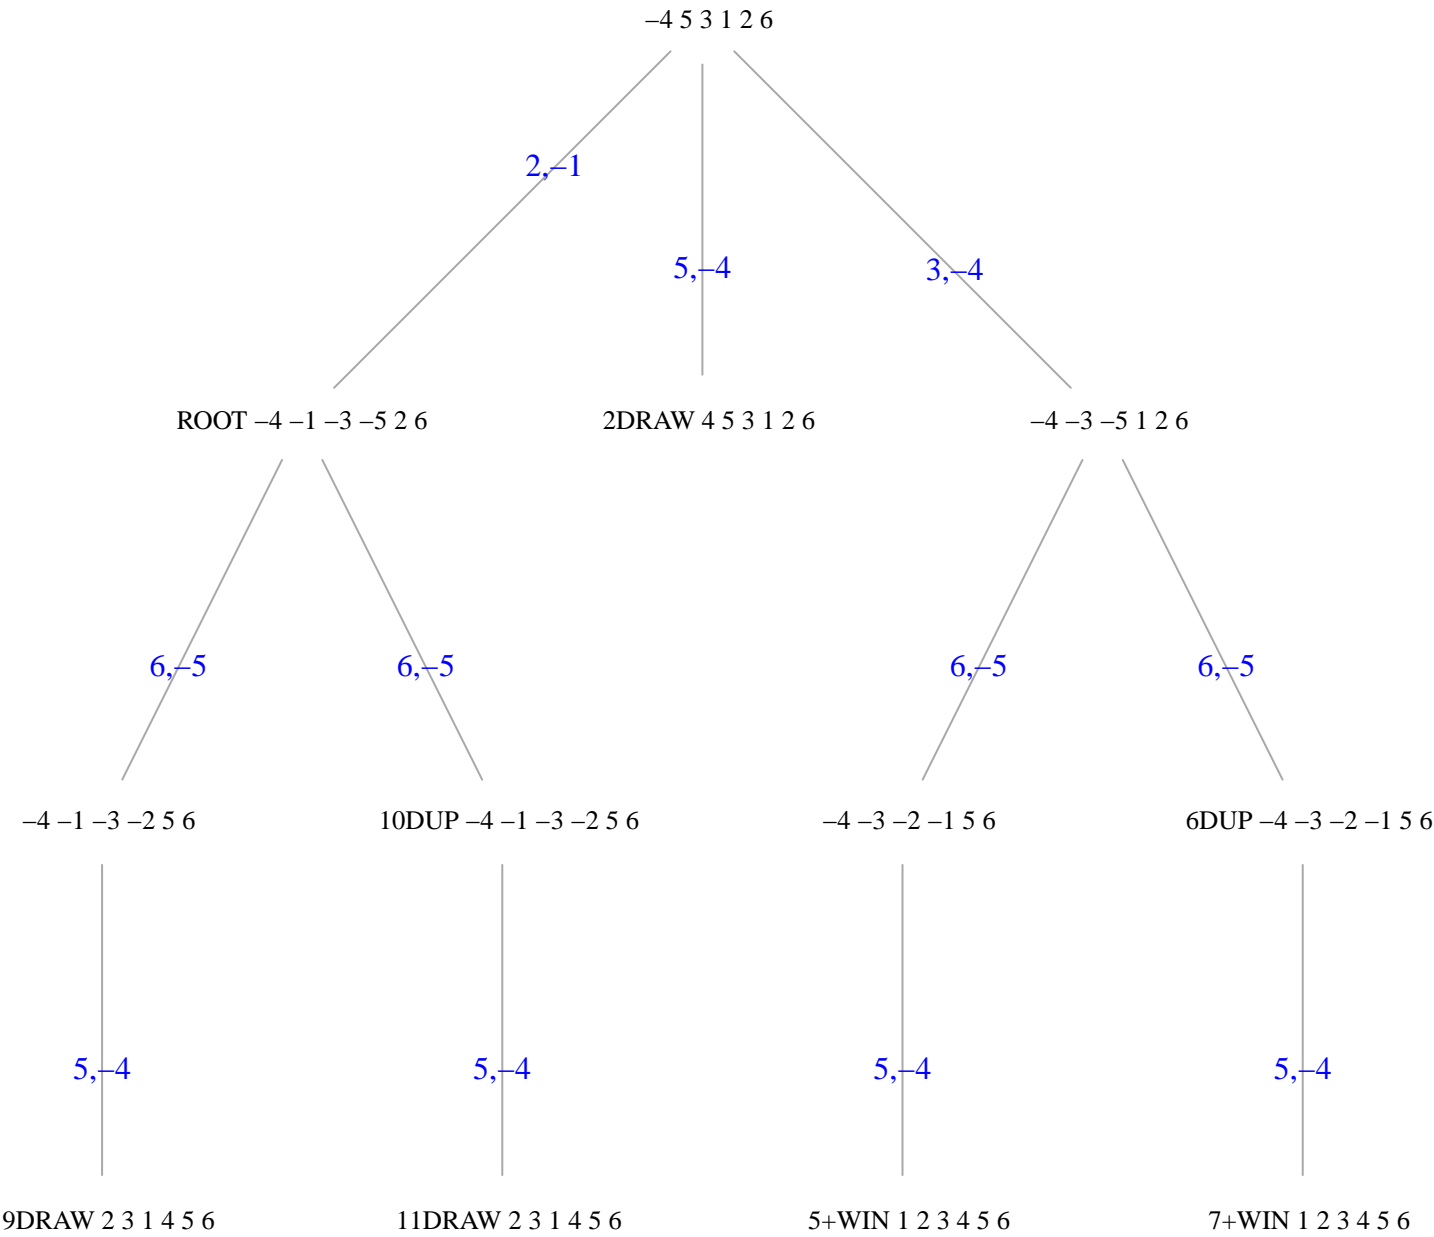 –4 5 3 1 2 6
2,–1
5,–4
3,–4
ROOT –4 –1 –3 –5 2 6
2DRAW 4 5 3 1 2 6
–4 –3 –5 1 2 6
6,–5
6,–5
6,–5
6,–5
–4 –1 –3 –2 5 6
10DUP –4 –1 –3 –2 5 6
–4 –3 –2 –1 5 6
6DUP –4 –3 –2 –1 5 6
5,–4
5,–4
5,–4
5,–4
9DRAW 2 3 1 4 5 6
11DRAW 2 3 1 4 5 6
5+WIN 1 2 3 4 5 6
7+WIN 1 2 3 4 5 6